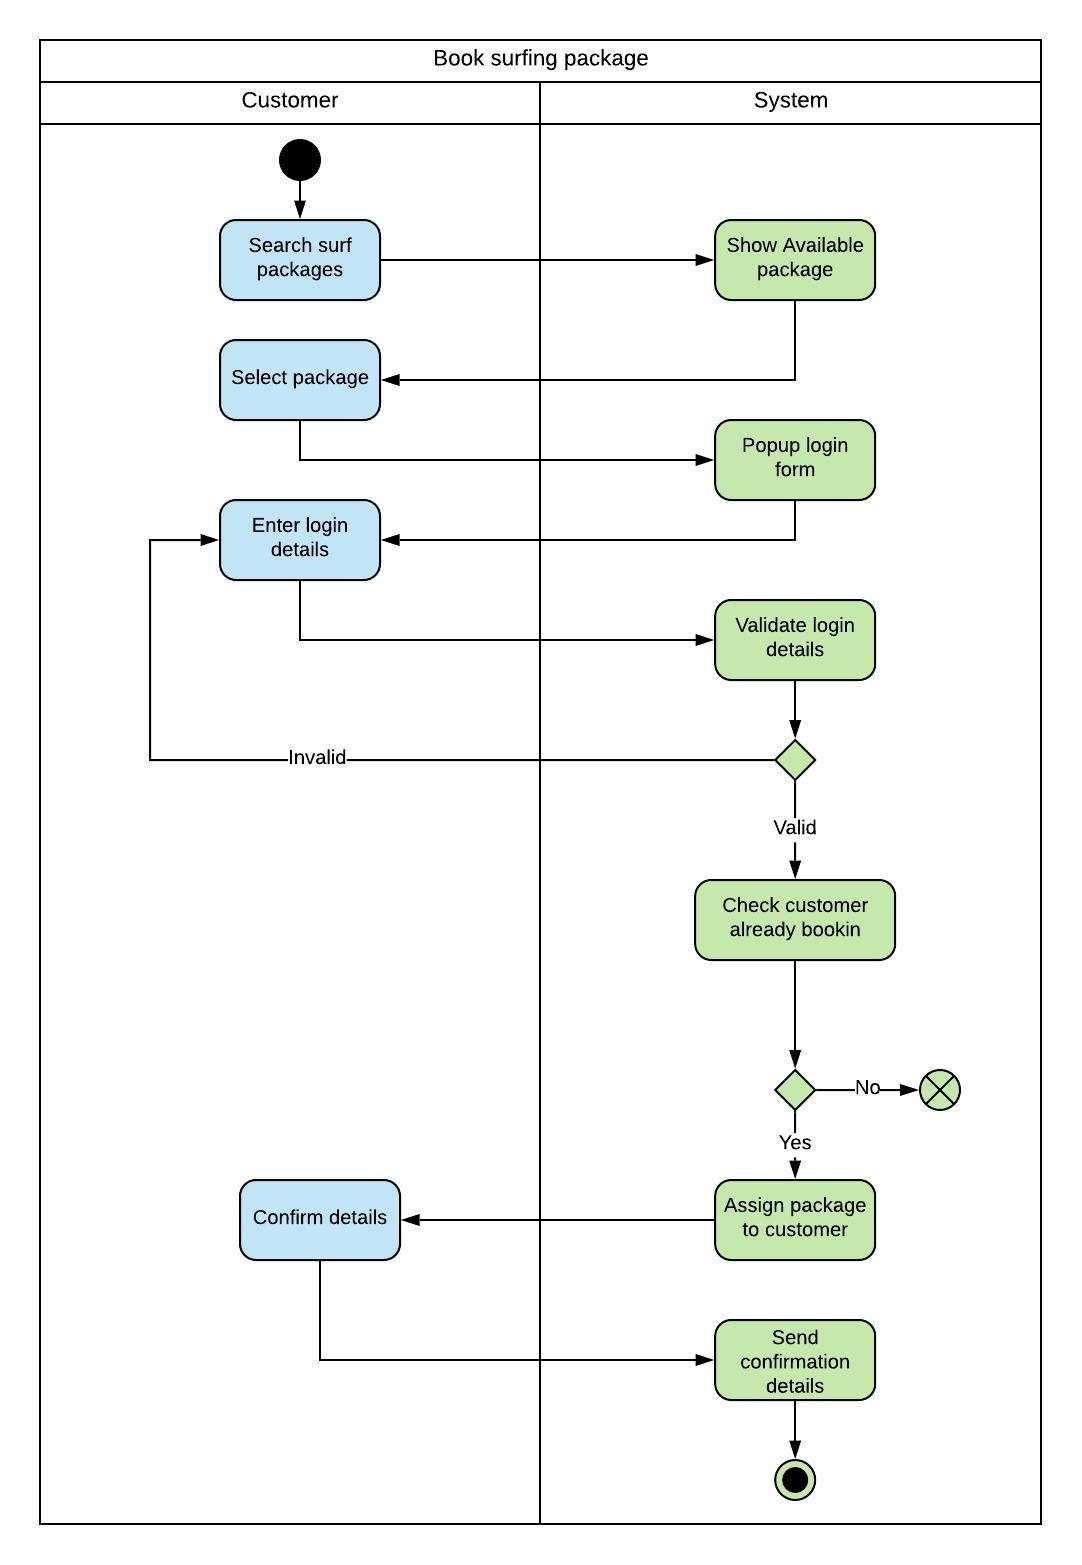 Book surfing package
Customer
System
Search surf
packages
Show Available
package
Select package
Popup login
form
Enter login
details
Validate login
details
Invalid
Valid
Check customer
already bookin
No
Yes
Assign package
to customer
Confirm details
Send
confirmation
details